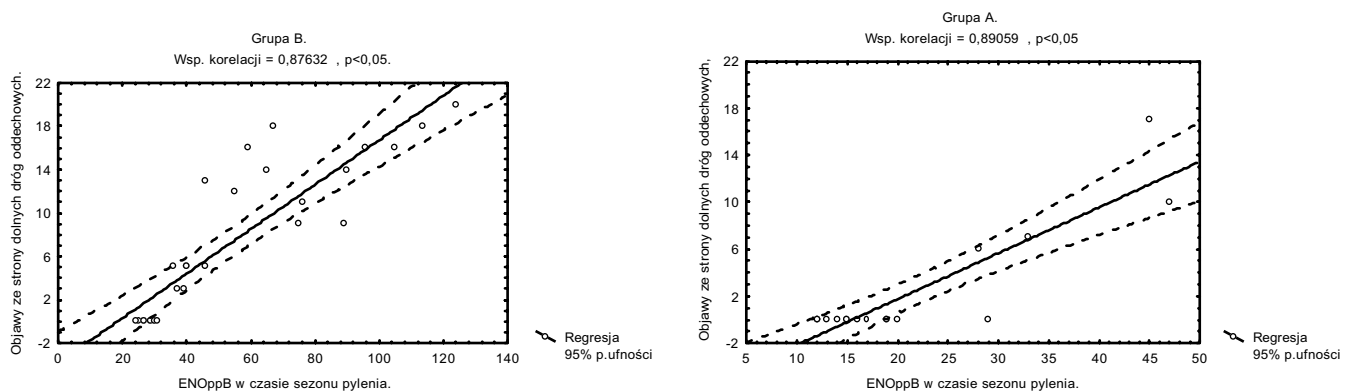 Grupa B.
Wsp. korelacji = 0,87632 , p<0,05.
Objawy ze strony dolnych dróg oddechowych.
22
18
14
10
6
2
-2
0 20 40 60 80 100 120 140
ENOppB w czasie sezonu pylenia.
Regresja
95% p.ufności
Grupa A.
Wsp. korelacji = 0,89059 , p<0,05
Objawy ze strony dolnych dróg oddechowych,
22
18
14
10
6
2
-2
5 10 15 20 25 30 35 40 45 50
ENOppB w czasie sezonu pylenia.
Regresja
95% p.ufności